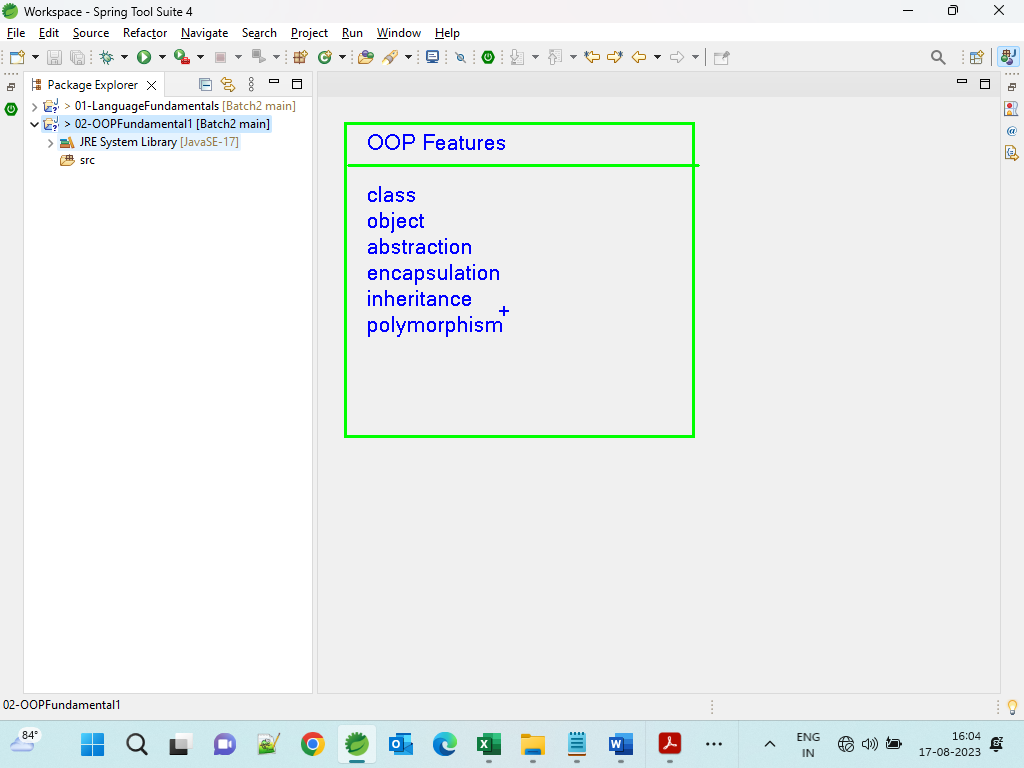 Workspace - Spring Tool Suite 4
File Edit Source Refactor Navigate Search Project Run Window Help
Package Explorer
> 01-LanguageFundamentals [Batch2 main]
> 02-OOPFundamental1 [Batch2 main]
JRE System Library [JavaSE-17]
src
OOP Features
class
object
abstraction
encapsulation
inheritance
polymorphism
02-OOPFundamental1
84°
ENG
IN
16:04
17-08-2023